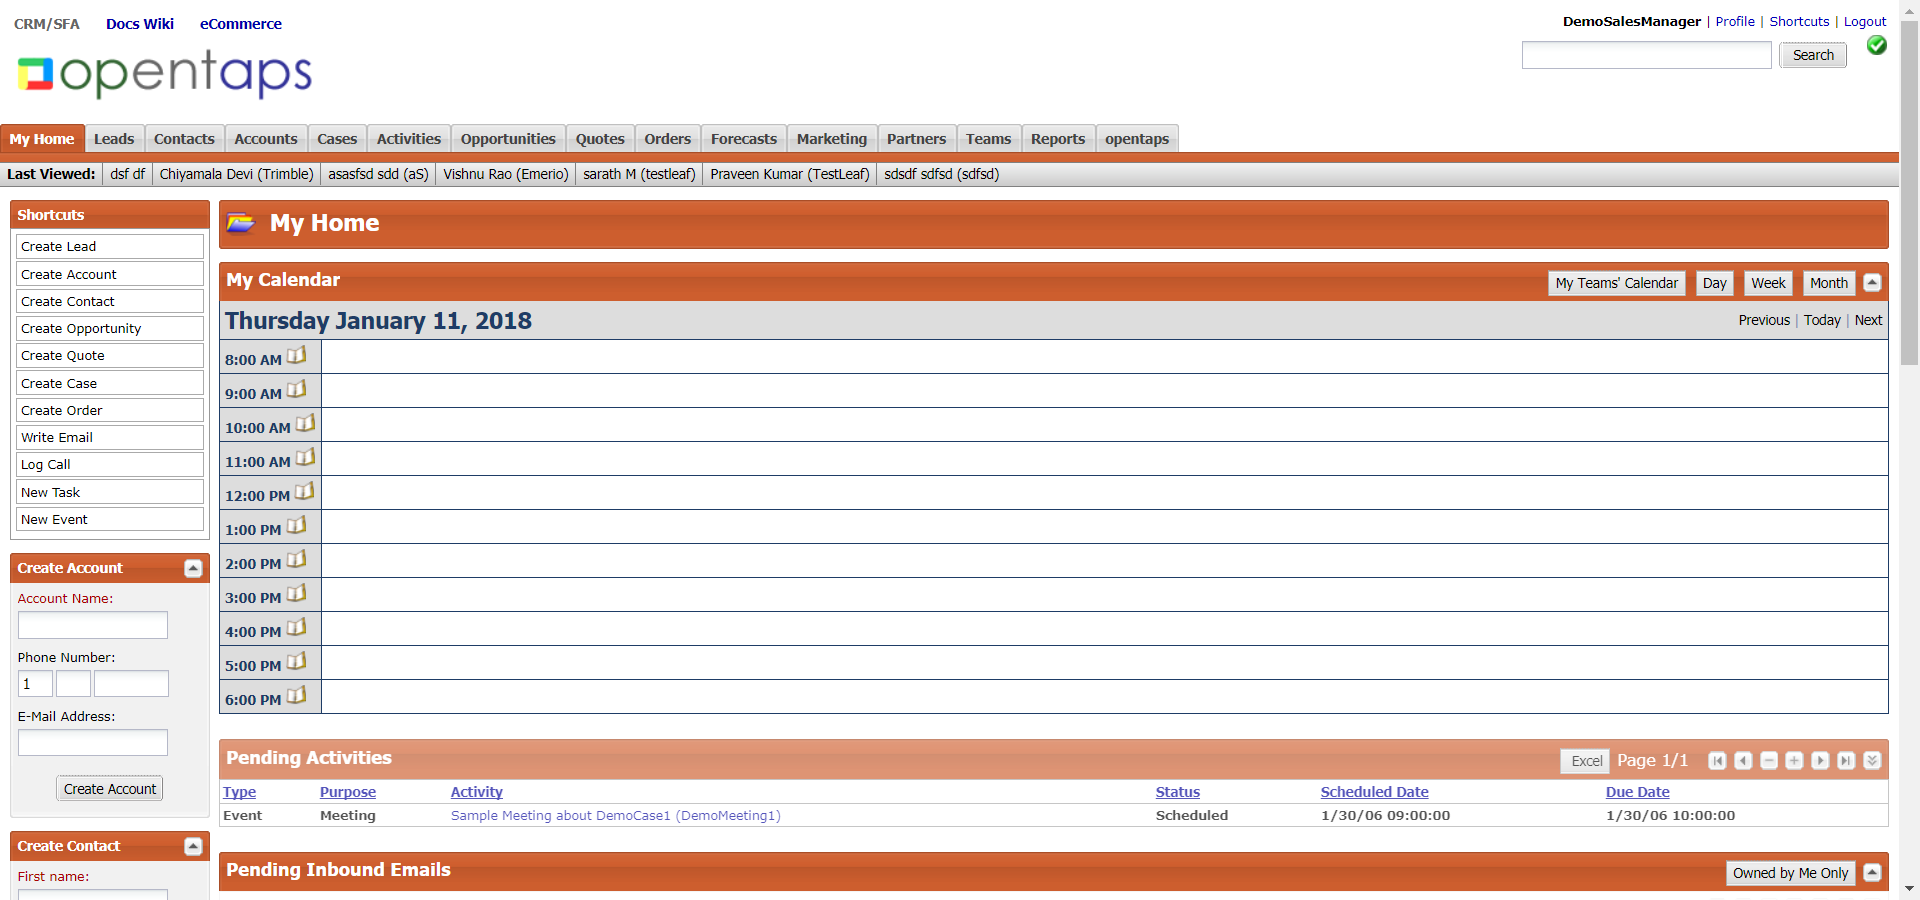 CRM/SFA Docs Wiki eCommerce
DemoSalesManager | Profile | Shortcuts | Logout
Search
opentaps
My Home Leads Contacts Accounts Cases Activities Opportunities Quotes Orders Forecasts Marketing Partners Teams Reports opentaps
Last Viewed: dsf df Chiyamala Devi (Trimble) asasfsd sdd (aS) Vishnu Rao (Emerio) sarath M (testleaf) Praveen Kumar (TestLeaf) sdsdf sdfsd (sdfsd)
Shortcuts
Create Lead
Create Account
Create Contact
Create Opportunity
Create Quote
Create Case
Create Order
Write Email
Log Call
New Task
New Event
Create Account
Account Name:
Phone Number:
1
E-Mail Address:
Create Account
Create Contact
First name:
My Home
My Calendar
My Teams' Calendar Day Week Month
Thursday January 11, 2018
Previous | Today | Next
8:00 AM
9:00 AM
10:00 AM
11:00 AM
12:00 PM
1:00 PM
2:00 PM
3:00 PM
4:00 PM
5:00 PM
6:00 PM
Pending Activities
Excel Page 1/1
Type Purpose Activity Status Scheduled Date Due Date
Event Meeting Sample Meeting about DemoCase1 (DemoMeeting1) Scheduled 1/30/06 09:00:00 1/30/06 10:00:00
Pending Inbound Emails
Owned by Me Only